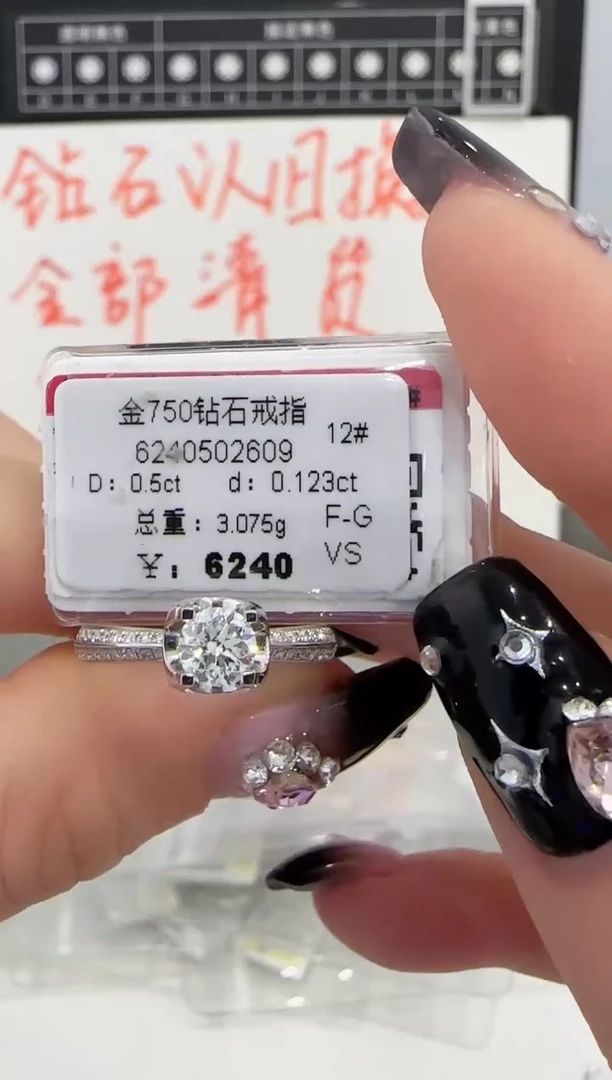 钻石以旧换
全部清货
金750钻石戒指
12#
6240502609
D: 0.5ct d: 0.123ct
总重: 3.075g
F-G
VS
¥: 6240